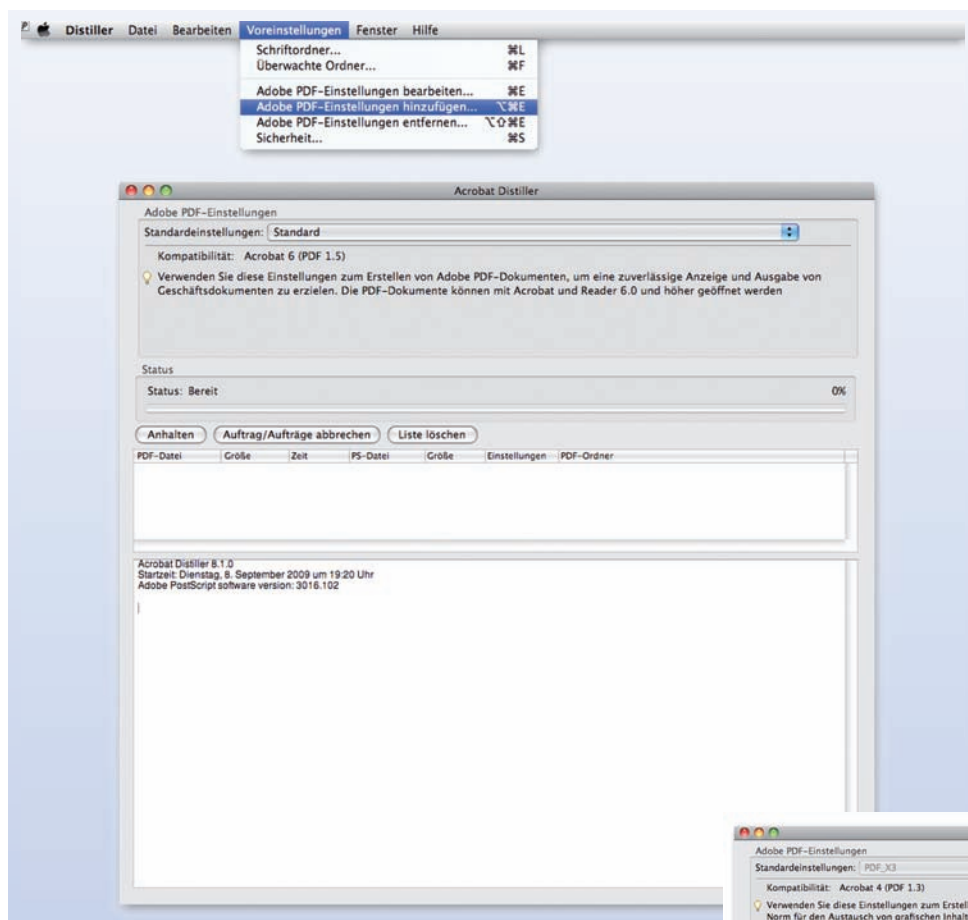 Distiller Datei Bearbeiten Voreinstellungen Fenster Hilfe
Schriftordner... ⌘L
Überwachte Ordner... ⌘F
Adobe PDF-Einstellungen bearbeiten... ⌘E
Adobe PDF-Einstellungen hinzufügen... ⌥⌘E
Adobe PDF-Einstellungen entfernen... ⌥⇧⌘E
Sicherheit... ⌘S
Acrobat Distiller
Adobe PDF-Einstellungen
Standardeinstellungen: Standard
Kompatibilität: Acrobat 6 (PDF 1.5)
Verwenden Sie diese Einstellungen zum Erstellen von Adobe PDF-Dokumenten, um eine zuverlässige Anzeige und Ausgabe von
Geschäftsdokumenten zu erzielen. Die PDF-Dokumente können mit Acrobat und Reader 6.0 und höher geöffnet werden
Status
Status: Bereit 0%
Anhalten Auftrag/Aufträge abbrechen Liste löschen
PDF-Datei Größe Zeit PS-Datei Größe Einstellungen PDF-Ordner
Acrobat Distiller 8.1.0
Startzeit: Dienstag, 8. September 2009 um 19:20 Uhr
Adobe PostScript software version: 3016.102
Adobe PDF-Einstellungen
Standardeinstellungen: PDF_X3
Kompatibilität: Acrobat 4 (PDF 1.3)
Verwenden Sie diese Einstellungen zum Erstell
Norm für den Austausch von grafischen Inhalt